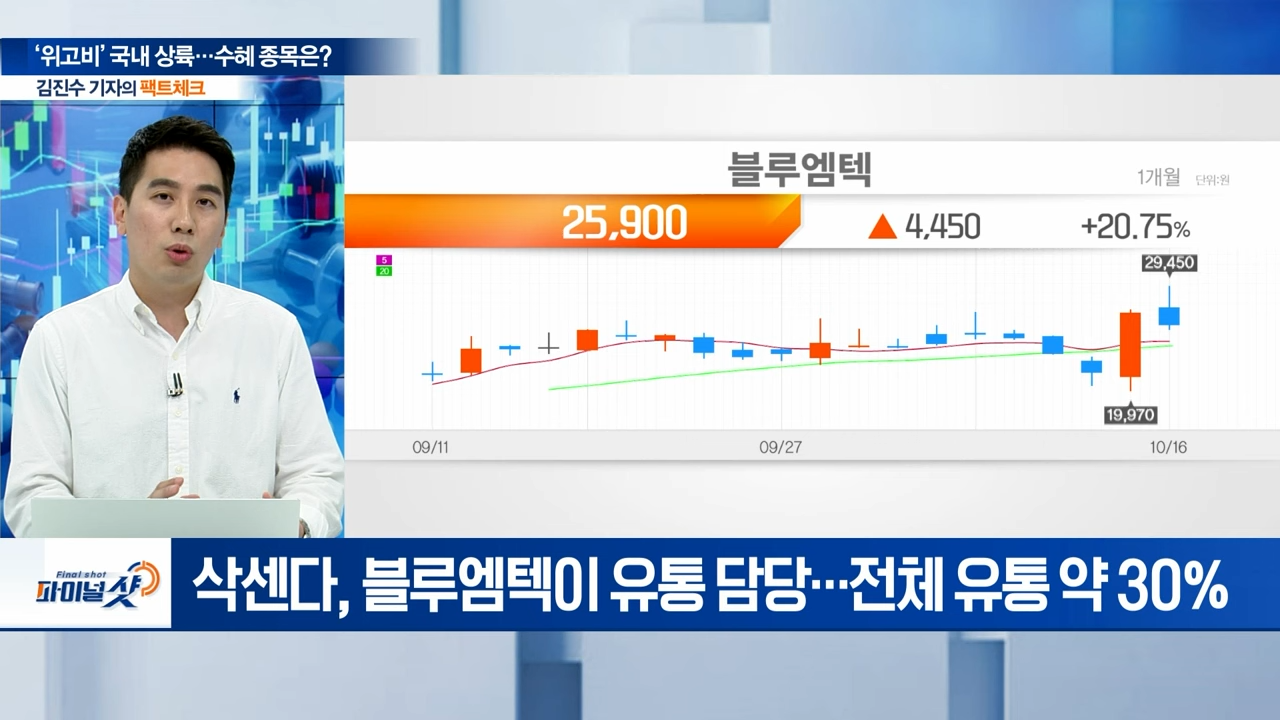 ‘위고비’ 국내 상륙…수혜 종목은?
김진수 기자의 팩트체크
블루엠텍
1개월 단위:원
25,900 ▲ 4,450 +20.75%
5
20
29,450
19,970
09/11 09/27 10/16
Final shot
파이널샷
삭센다, 블루엠텍이 유통 담당…전체 유통 약 30%